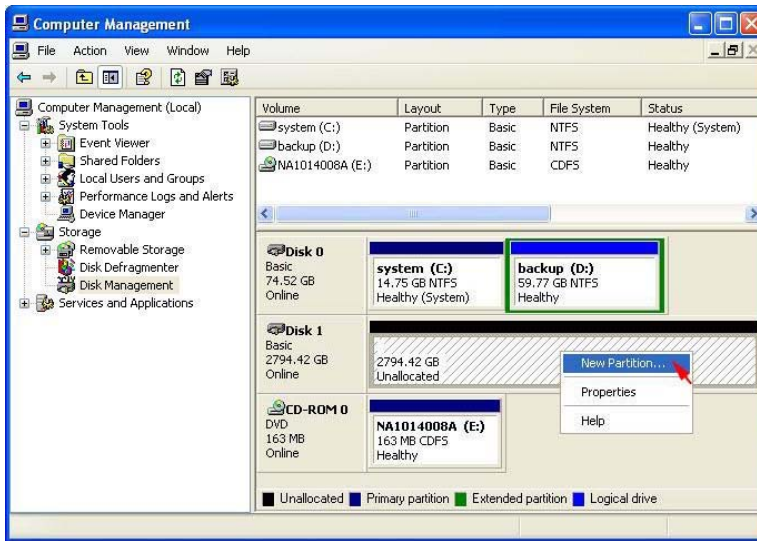 Computer Management
File Action View Window Help
Computer Management (Local)
System Tools
Event Viewer
Shared Folders
Local Users and Groups
Performance Logs and Alerts
Device Manager
Storage
Removable Storage
Disk Defragmenter
Disk Management
Services and Applications
Volume Layout Type File System Status
system (C:) Partition Basic NTFS Healthy (System)
backup (D:) Partition Basic NTFS Healthy
NA1014008A (E:) Partition Basic CDFS Healthy
Disk 0
Basic
74.52 GB
Online
system (C:)
14.75 GB NTFS
Healthy (System)
backup (D:)
59.77 GB NTFS
Healthy
Disk 1
Basic
2794.42 GB
Online
2794.42 GB
Unallocated
New Partition...
Properties
Help
CD-ROM 0
DVD
163 MB
Online
NA1014008A (E:)
163 MB CDFS
Healthy
Unallocated Primary partition Extended partition Logical drive